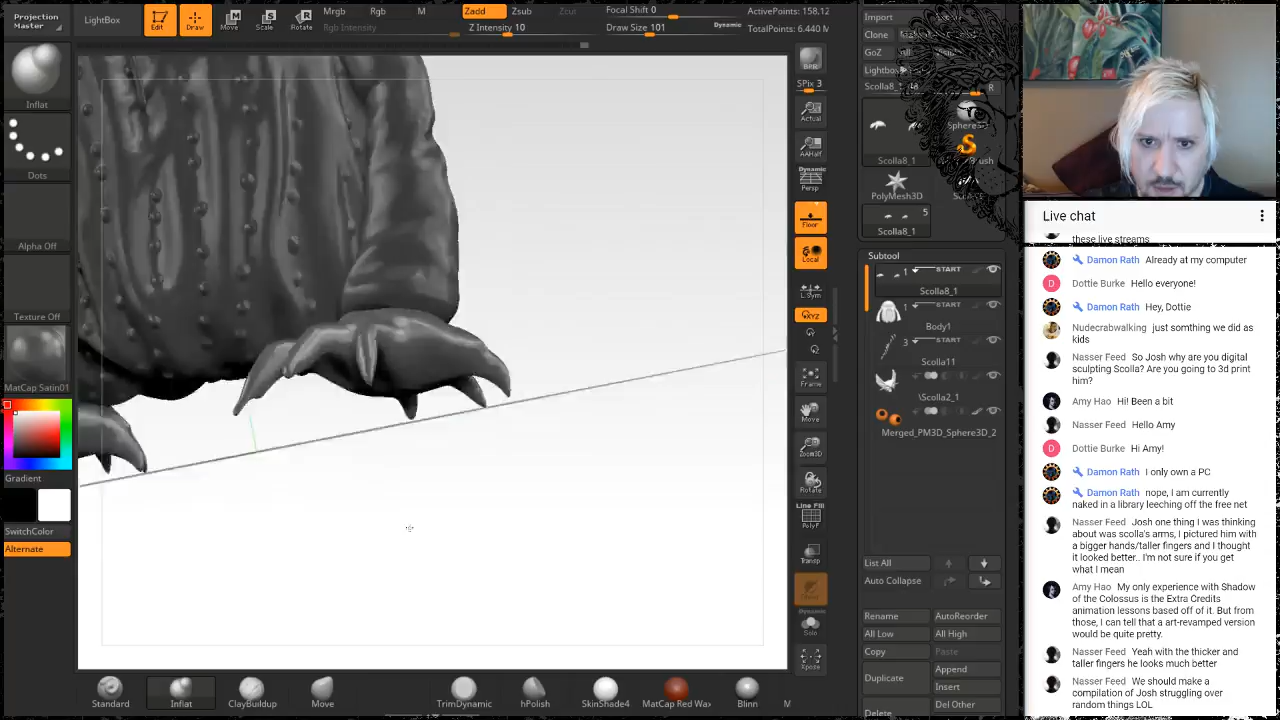 Projection
Master
LightBox
Edit
Draw
Move
Scale
Rotate
Mrgb
Rgb
M
Rgb Intensity
Zadd
Zsub
Zcut
Z Intensity 10
Focal Shift 0
Draw Size 101
Dynamic
ActivePoints: 158,12
TotalPoints: 6.440 M
Inflat
Dots
Alpha Off
Texture Off
MatCap Satin01
Gradient
SwitchColor
Alternate
BPR
SPix 3
Actual
AAHalf
Dynamic
Persp
Floor
Local
L.Sym
XYZ
Frame
Move
Zoom3D
Rotate
Line Fill
PolyF
Transp
Dynamic
Solo
Xpose
Import
Clone
GoZ
All
Lightbox
R
Scolla8_1
PolyMesh3D
5
Scolla8_1
Subtool
1
START
Scolla8_1
1
START
Body1
3
START
Scolla11
\Scolla2_1
Merged_PM3D_Sphere3D_2
List All
Auto Collapse
Rename
AutoReorder
All Low
All High
Copy
Paste
Duplicate
Append
Insert
Delete
Del Other
Standard
Inflat
ClayBuildup
Move
TrimDynamic
hPolish
SkinShade4
MatCap Red Wax
Blinn
M
Live chat
these live streams
Damon Rath Already at my computer
D
Dottie Burke Hello everyone!
Damon Rath Hey, Dottie
Nudecrabwalking just somthing we did as
kids
Nasser Feed So Josh why are you digital
sculpting Scolla? Are you going to 3d print
him?
Amy Hao Hi! Been a bit
Nasser Feed Hello Amy
D
Dottie Burke Hi Amy!
Damon Rath I only own a PC
Damon Rath nope, I am currently
naked in a library leeching off the free net
Nasser Feed Josh one thing I was thinking
about was scolla's arms, I pictured him with
a bigger hands/taller fingers and I thought
it looked better.. I'm not sure if you get
what I mean
Amy Hao My only experience with Shadow
of the Colossus is the Extra Credits
animation lessons based off of it. But from
those, I can tell that a art-revamped version
would be quite pretty.
Nasser Feed Yeah with the thicker and
taller fingers he looks much better
Nasser Feed We should make a
compilation of Josh struggling over
random things LOL